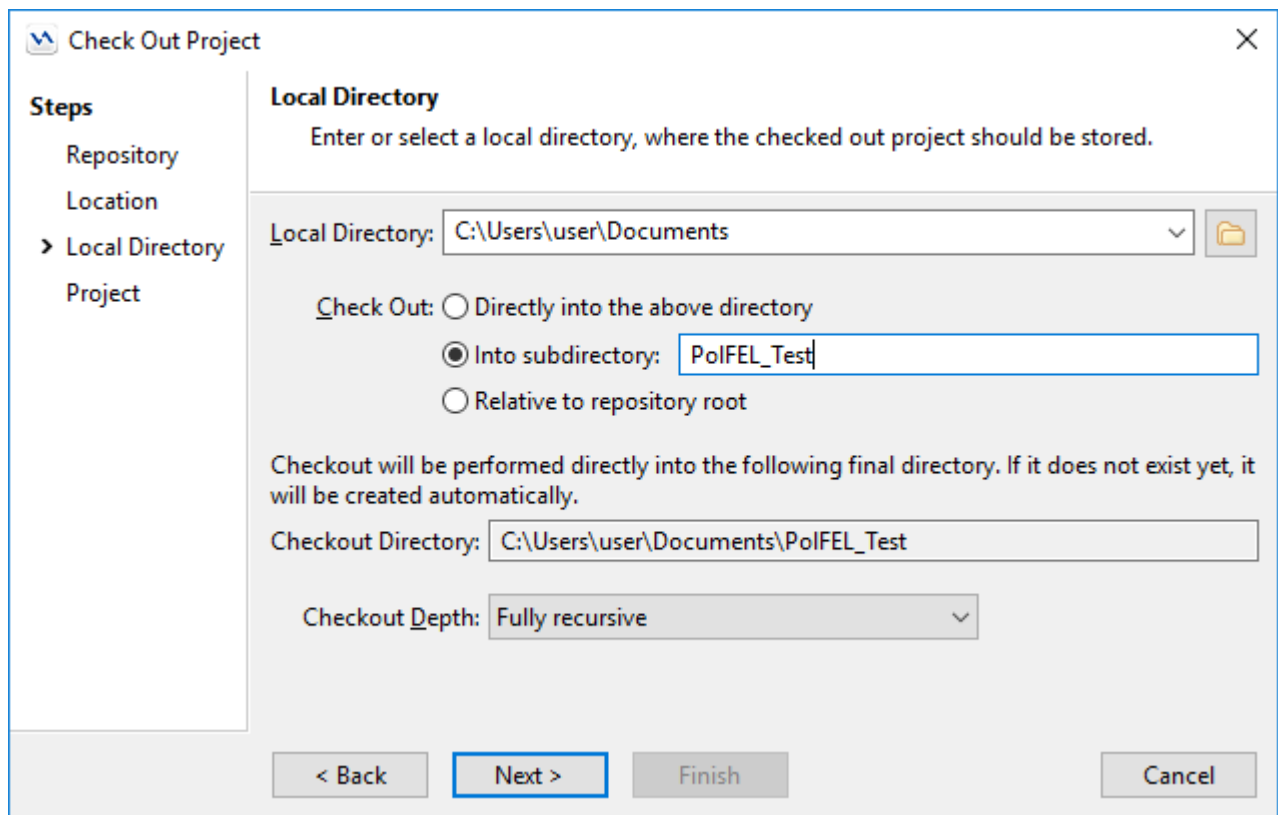 Check Out Project
Steps
Repository
Location
Local Directory
Project
Local Directory
Enter or select a local directory, where the checked out project should be stored.
Local Directory: C:\Users\user\Documents
Check Out: Directly into the above directory
Into subdirectory: PolFEL_Test
Relative to repository root
Checkout will be performed directly into the following final directory. If it does not exist yet, it
will be created automatically.
Checkout Directory: C:\Users\user\Documents\PolFEL_Test
Checkout Depth: Fully recursive
< Back Next > Finish Cancel